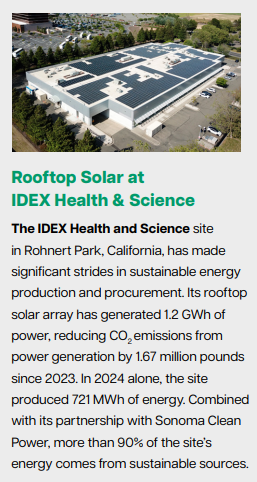 Rooftop Solar at
IDEX Health & Science
The IDEX Health and Science site
in Rohnert Park, California, has made
significant strides in sustainable energy
production and procurement. Its rooftop
solar array has generated 1.2 GWh of
power, reducing CO₂ emissions from
power generation by 1.67 million pounds
since 2023. In 2024 alone, the site
produced 721 MWh of energy. Combined
with its partnership with Sonoma Clean
Power, more than 90% of the site’s
energy comes from sustainable sources.